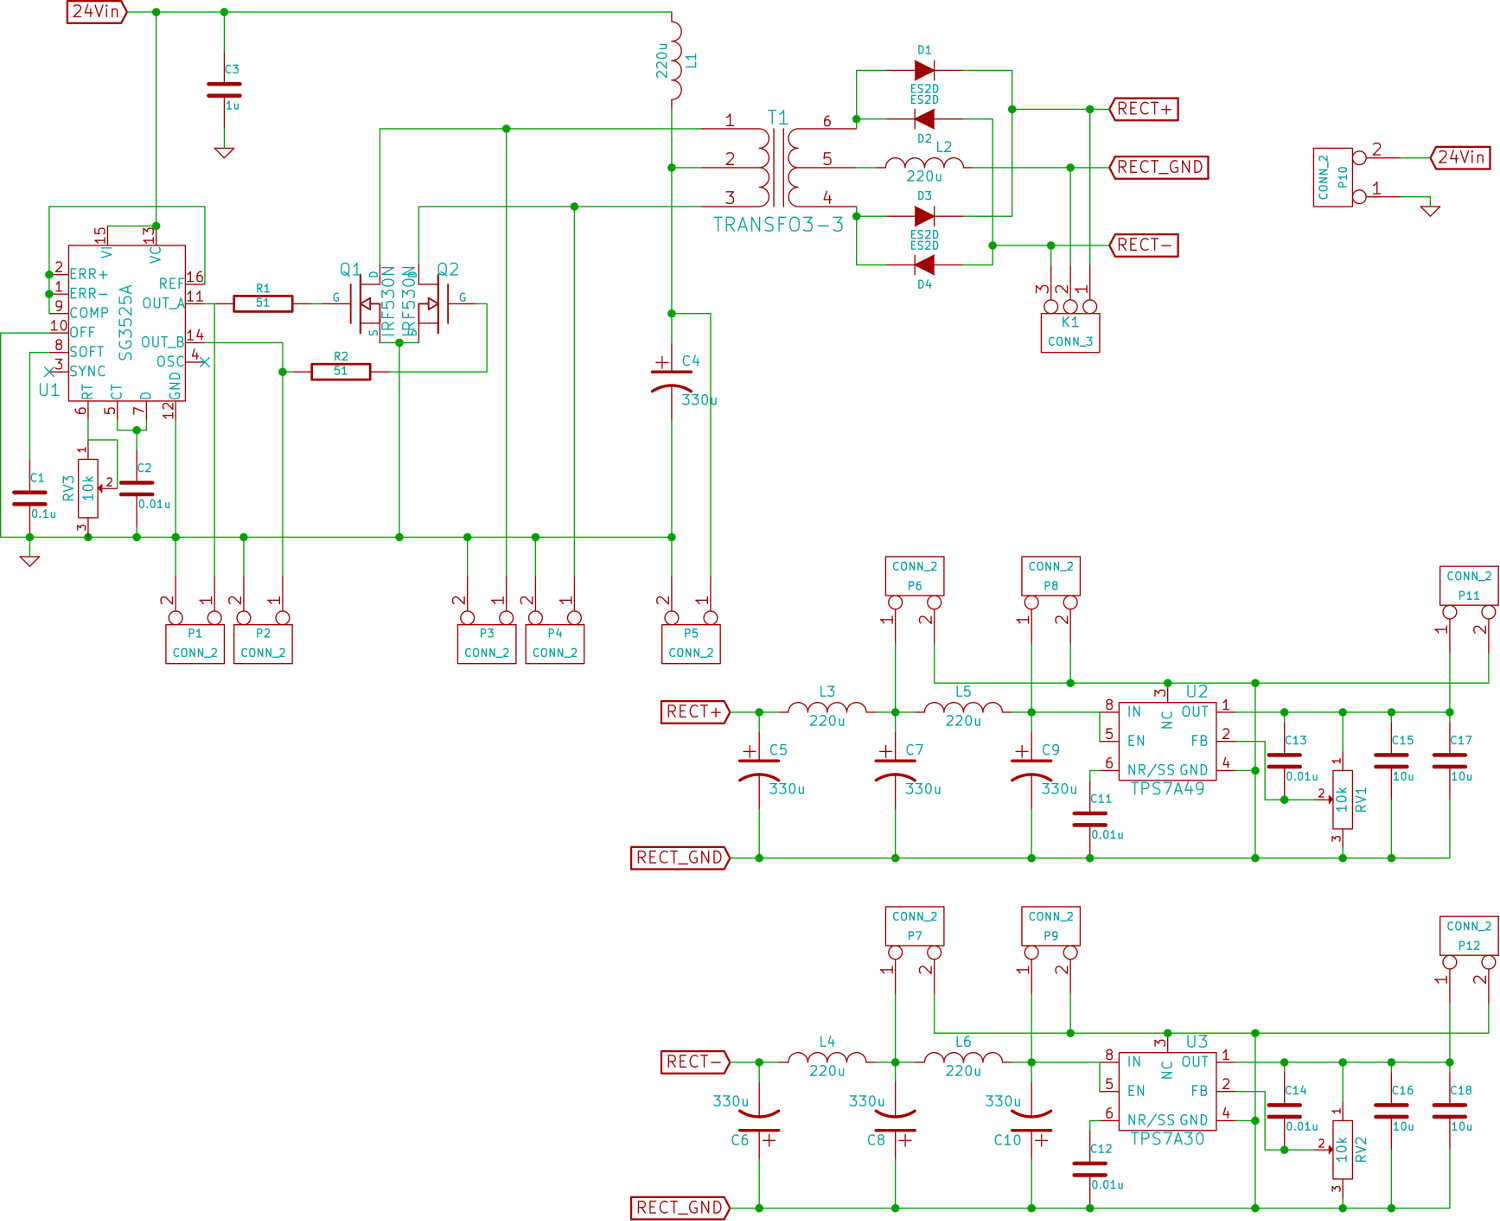 24Vin
C3
1u
220u
L1
15
VI
13
VC
2
ERR+
1
ERR-
9
COMP
10
OFF
8
SOFT
3
SYNC
REF
16
OUT_A
11
OUT_B
14
OSC
4
SG3525A
U1
RT
6
CT
5
D
7
GND
12
R1
51
R2
51
Q1
D
G
S
IRF530N
Q2
D
G
S
IRF530N
C1
0.1u
RV3
10k
1
2
3
C2
0.01u
C4
330u
T1
1
2
3
6
5
4
TRANSFO3-3
D1
ES2D
ES2D
D2
L2
220u
D3
ES2D
ES2D
D4
RECT+
RECT_GND
RECT-
3
2
1
K1
CONN_3
CONN_2
P10
2
1
24Vin
2
1
P1
CONN_2
2
1
P2
CONN_2
2
1
P3
CONN_2
2
1
P4
CONN_2
2
1
P5
CONN_2
CONN_2
P6
1
2
CONN_2
P8
1
2
CONN_2
P11
1
2
RECT+
L3
220u
L5
220u
C5
330u
C7
330u
C9
330u
C11
0.01u
U2
3
NC
8
IN
5
EN
6
NR/SS
OUT
1
FB
2
GND
4
TPS7A49
C13
0.01u
1
10k
2
3
RV1
C15
10u
C17
10u
RECT_GND
CONN_2
P7
1
2
CONN_2
P9
1
2
CONN_2
P12
1
2
RECT-
L4
220u
L6
220u
330u
C6
330u
C8
330u
C10
C12
0.01u
U3
3
NC
8
IN
5
EN
6
NR/SS
OUT
1
FB
2
GND
4
TPS7A30
C14
0.01u
1
10k
2
3
RV2
C16
10u
C18
10u
RECT_GND